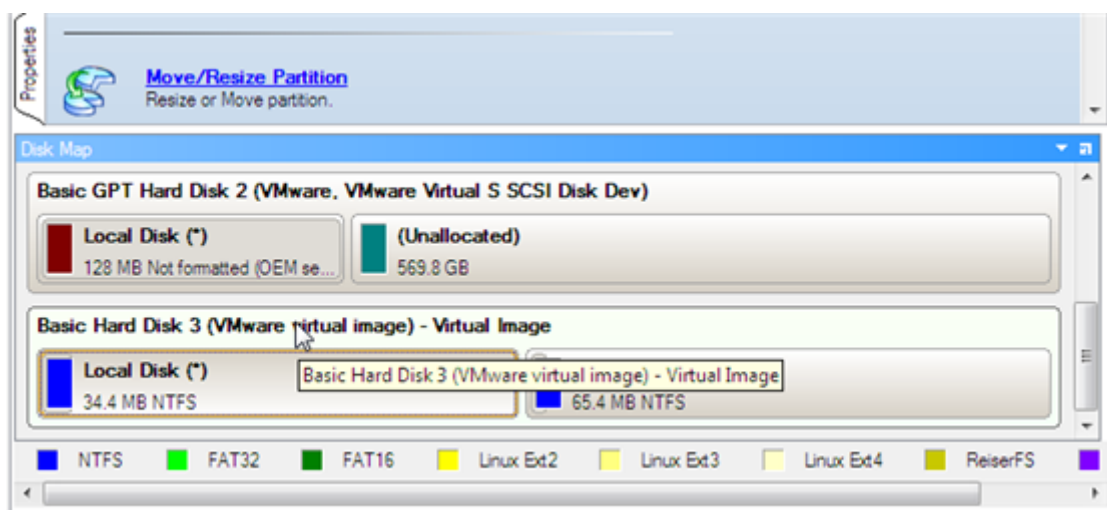 Properties
Move/Resize Partition
Resize or Move partition.
Disk Map
Basic GPT Hard Disk 2 (VMware, VMware Virtual S SCSI Disk Dev)
Local Disk (*)
128 MB Not formatted (OEM se...
(Unallocated)
569.8 GB
Basic Hard Disk 3 (VMware virtual image) - Virtual Image
Local Disk (*)
34.4 MB NTFS
Basic Hard Disk 3 (VMware virtual image) - Virtual Image
65.4 MB NTFS
NTFS FAT32 FAT16 Linux Ext2 Linux Ext3 Linux Ext4 ReiserFS